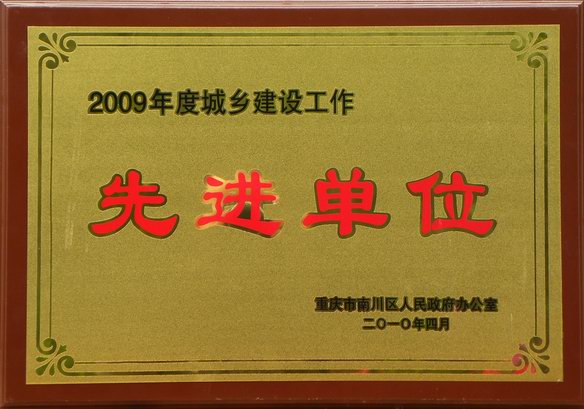 2009年度城乡建设工作
先进单位
重庆市南川区人民政府办公室
二〇一〇年四月